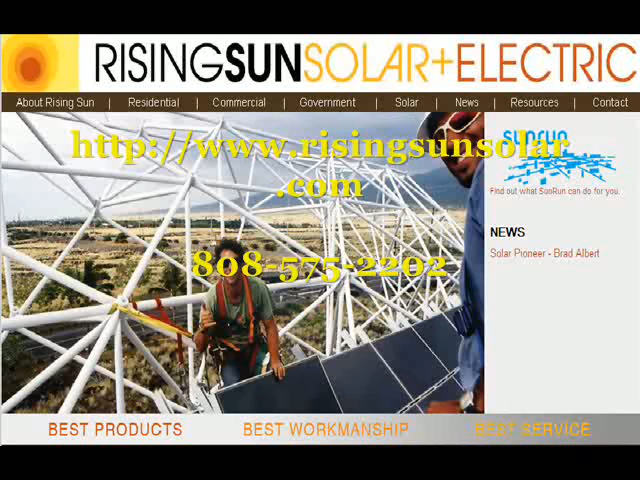 RISINGSUNSOLAR+ELECTRIC
About Rising Sun | Residential | Commercial | Government | Solar | News | Resources | Contact
http://www.risingsunsolar
.com
sunrun
Find out what SunRun can do for you.
NEWS
Solar Pioneer - Brad Albert
808-575-2202
BEST PRODUCTS BEST WORKMANSHIP BEST SERVICE